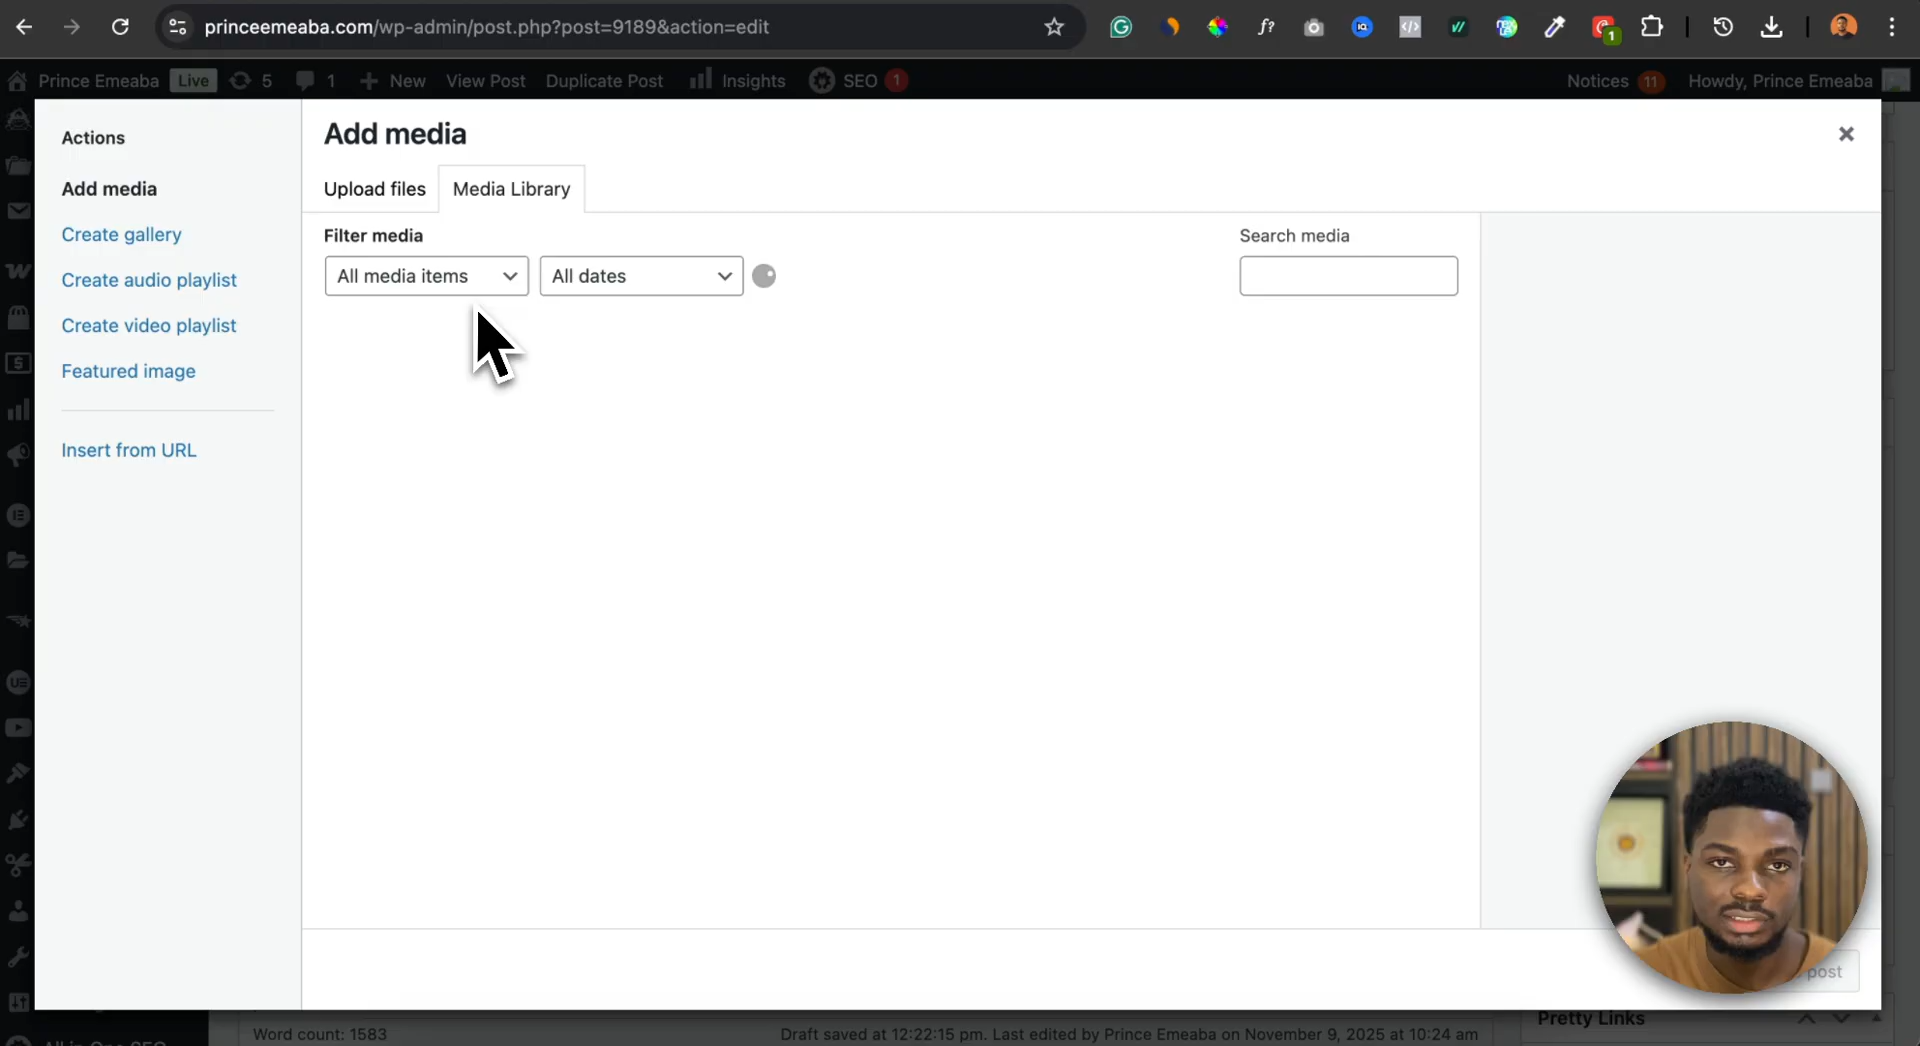 princeemeaba.com/wp-admin/post.php?post=9189&action=edit
Prince Emeaba Live 5 1 New View Post Duplicate Post Insights SEO 1 Notices 11 Howdy, Prince Emeaba
Actions
Add media
Create gallery
Create audio playlist
Create video playlist
Featured image
Insert from URL
Add media
Upload files
Media Library
Filter media
All media items
All dates
Search media
post
Word count: 1583
Draft saved at 12:22:15 pm. Last edited by Prince Emeaba on November 9, 2025 at 10:24 am
Pretty Links